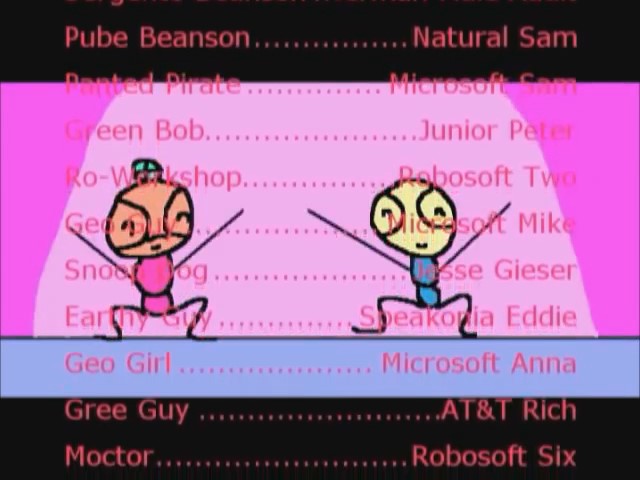 Pube Beanson................Natural Sam
Panted Pirate.............. Microsoft Sam
Green Bob......................Junior Peter
Ro-Workshop................Robosoft Two
Geo Guy.................... Microsoft Mike
Snoop Dog.....................Jesse Gieser
Earthy Guy.............. Speakonia Eddie
Geo Girl .................... Microsoft Anna
Gree Guy .........................AT&T Rich
Moctor..........................Robosoft Six